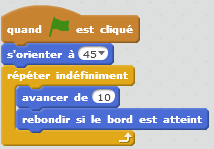 quand est cliqué
s'orienter à 45
répéter indéfiniment
avancer de 10
rebondir si le bord est atteint